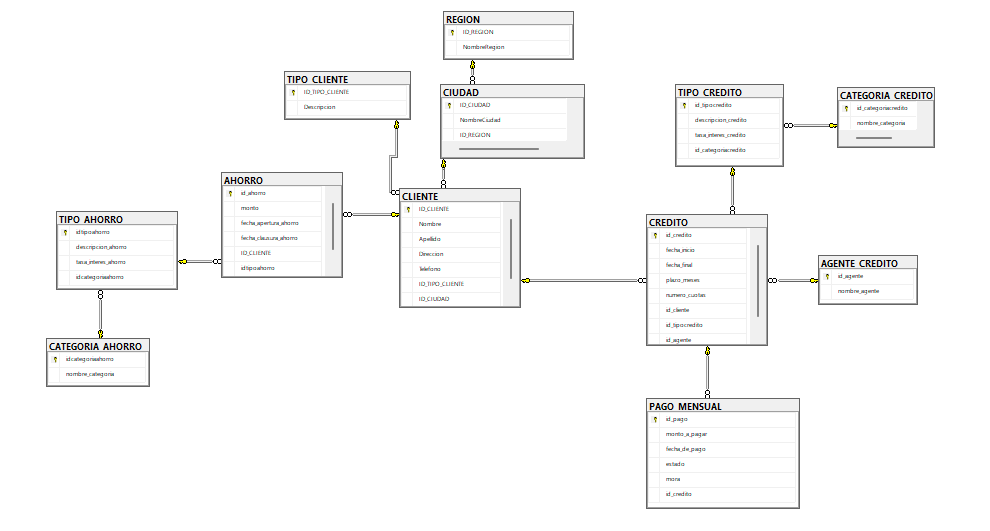 REGION
ID_REGION
NombreRegion
TIPO_CLIENTE
ID_TIPO_CLIENTE
Descripcion
CIUDAD
ID_CIUDAD
NombreCiudad
ID_REGION
TIPO_CREDITO
id_tipocredito
descripcion_credito
tasa_interes_credito
id_categoriacredito
CATEGORIA_CREDITO
id_categoriacredito
nombre_categoria
AHORRO
id_ahorro
monto
fecha_apertura_ahorro
fecha_clausura_ahorro
ID_CLIENTE
idtipoahorro
CLIENTE
ID_CLIENTE
Nombre
Apellido
Direccion
Telefono
ID_TIPO_CLIENTE
ID_CIUDAD
TIPO_AHORRO
idtipoahorro
descripcion_ahorro
tasa_interes_ahorro
idcategoriaahorro
CREDITO
id_credito
fecha_inicio
fecha_final
plazo_meses
numero_cuotas
id_cliente
id_tipocredito
id_agente
AGENTE_CREDITO
id_agente
nombre_agente
CATEGORIA_AHORRO
idcategoriaahorro
nombre_categoria
PAGO_MENSUAL
id_pago
monto_a_pagar
fecha_de_pago
estado
mora
id_credito